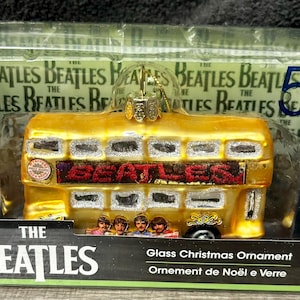 THE THE THE
BEATLES BEATLES BEATLES
THE THE
BEATLES BEATLES
5
BEATLES
THE
EATLES
Glass Christmas Ornament
Ornement de Noël e Verre